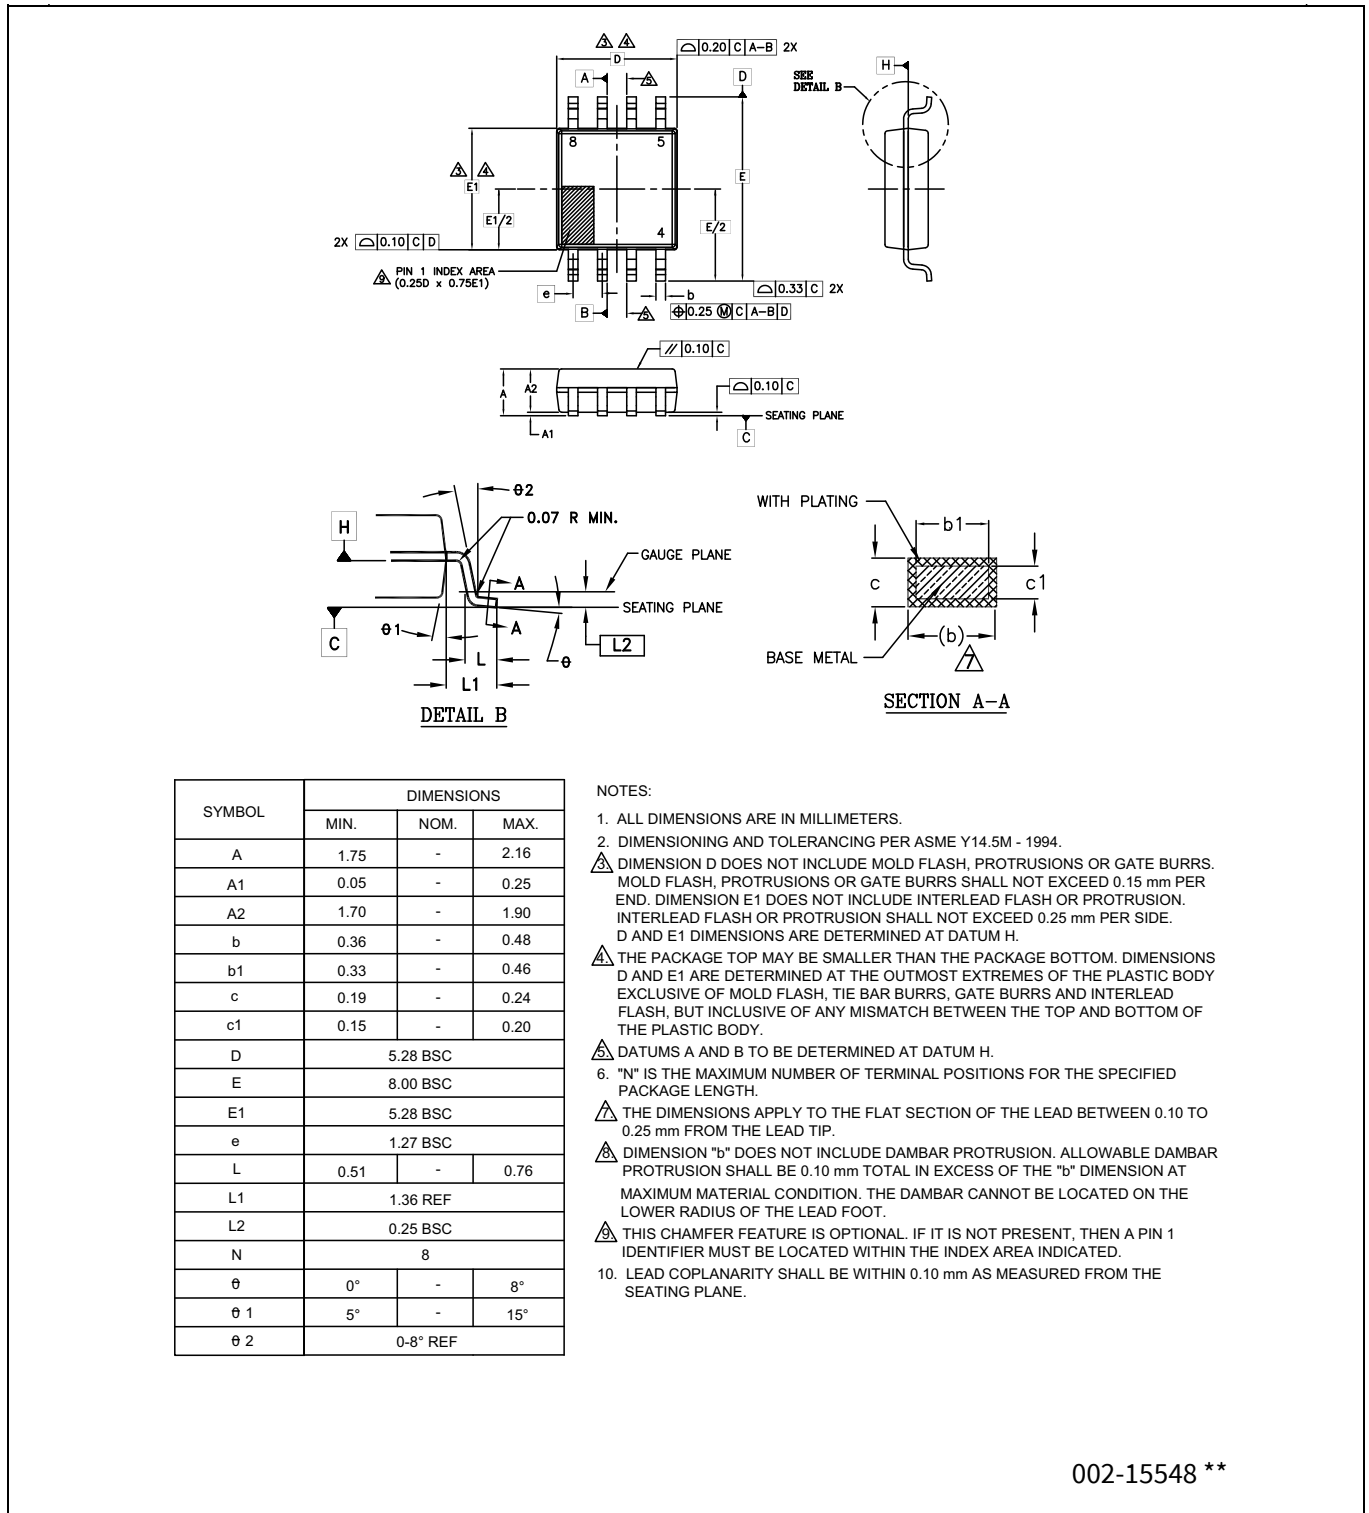 3 4
D
0.20 C A-B 2X
A
5
D
H
SEE
DETAIL B
8 5
3 4
E1
E
E1/2
E/2
4
2X 0.10 C D
9 PIN 1 INDEX AREA
(0.25D x 0.75E1)
0.33 C 2X
e
b
B
5
⌖ 0.25 Ⓜ C A-B D
// 0.10 C
A
A2
0.10 C
SEATING PLANE
A1
C
θ2
0.07 R MIN.
H
GAUGE PLANE
A
SEATING PLANE
C
θ1
A
L2
L
θ
L1
DETAIL B
WITH PLATING
b1
c
c1
(b)
BASE METAL
7
SECTION A-A
SYMBOL DIMENSIONS
MIN. NOM. MAX.
A 1.75 - 2.16
A1 0.05 - 0.25
A2 1.70 - 1.90
b 0.36 - 0.48
b1 0.33 - 0.46
c 0.19 - 0.24
c1 0.15 - 0.20
D 5.28 BSC
E 8.00 BSC
E1 5.28 BSC
e 1.27 BSC
L 0.51 - 0.76
L1 1.36 REF
L2 0.25 BSC
N 8
θ 0° - 8°
θ 1 5° - 15°
θ 2 0-8° REF
NOTES:
1. ALL DIMENSIONS ARE IN MILLIMETERS.
2. DIMENSIONING AND TOLERANCING PER ASME Y14.5M - 1994.
3. DIMENSION D DOES NOT INCLUDE MOLD FLASH, PROTRUSIONS OR GATE BURRS.
MOLD FLASH, PROTRUSIONS OR GATE BURRS SHALL NOT EXCEED 0.15 mm PER
END. DIMENSION E1 DOES NOT INCLUDE INTERLEAD FLASH OR PROTRUSION.
INTERLEAD FLASH OR PROTRUSION SHALL NOT EXCEED 0.25 mm PER SIDE.
D AND E1 DIMENSIONS ARE DETERMINED AT DATUM H.
4. THE PACKAGE TOP MAY BE SMALLER THAN THE PACKAGE BOTTOM. DIMENSIONS
D AND E1 ARE DETERMINED AT THE OUTMOST EXTREMES OF THE PLASTIC BODY
EXCLUSIVE OF MOLD FLASH, TIE BAR BURRS, GATE BURRS AND INTERLEAD
FLASH, BUT INCLUSIVE OF ANY MISMATCH BETWEEN THE TOP AND BOTTOM OF
THE PLASTIC BODY.
5. DATUMS A AND B TO BE DETERMINED AT DATUM H.
6. "N" IS THE MAXIMUM NUMBER OF TERMINAL POSITIONS FOR THE SPECIFIED
PACKAGE LENGTH.
7. THE DIMENSIONS APPLY TO THE FLAT SECTION OF THE LEAD BETWEEN 0.10 TO
0.25 mm FROM THE LEAD TIP.
8. DIMENSION "b" DOES NOT INCLUDE DAMBAR PROTRUSION. ALLOWABLE DAMBAR
PROTRUSION SHALL BE 0.10 mm TOTAL IN EXCESS OF THE "b" DIMENSION AT
MAXIMUM MATERIAL CONDITION. THE DAMBAR CANNOT BE LOCATED ON THE
LOWER RADIUS OF THE LEAD FOOT.
9. THIS CHAMFER FEATURE IS OPTIONAL. IF IT IS NOT PRESENT, THEN A PIN 1
IDENTIFIER MUST BE LOCATED WITHIN THE INDEX AREA INDICATED.
10. LEAD COPLANARITY SHALL BE WITHIN 0.10 mm AS MEASURED FROM THE
SEATING PLANE.
002-15548 **